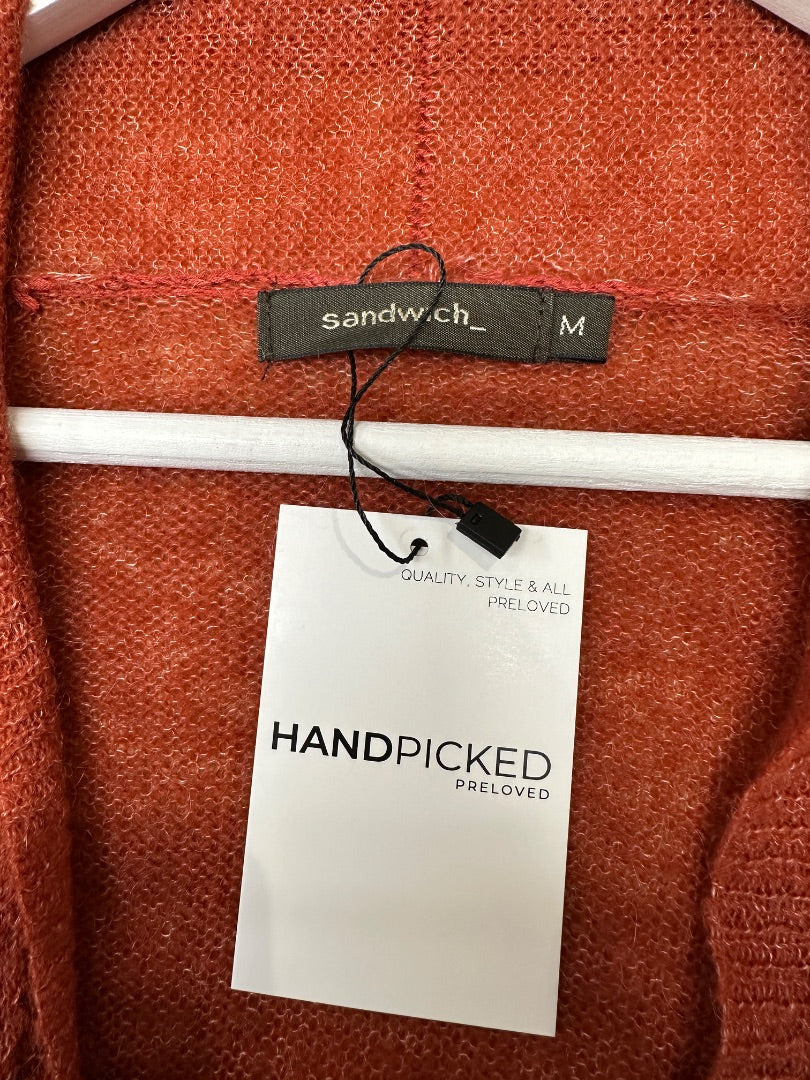 sandwich_
M
QUALITY, STYLE & ALL
PRELOVED
HANDPICKED
PRELOVED